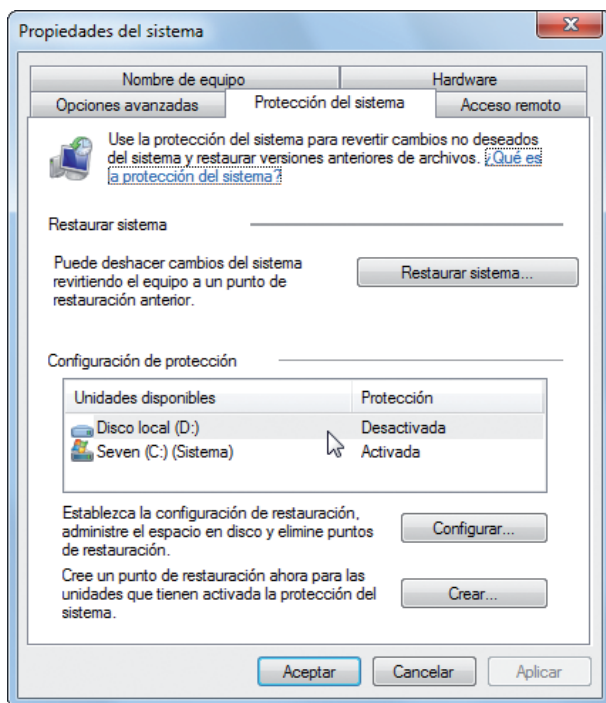 Propiedades del sistema
Nombre de equipo
Hardware
Opciones avanzadas
Protección del sistema
Acceso remoto
Use la protección del sistema para revertir cambios no deseados
del sistema y restaurar versiones anteriores de archivos. ¿Qué es
la protección del sistema?
Restaurar sistema
Puede deshacer cambios del sistema
revirtiendo el equipo a un punto de
restauración anterior.
Restaurar sistema...
Configuración de protección
Unidades disponibles
Protección
Disco local (D:)
Desactivada
Seven (C:) (Sistema)
Activada
Establezca la configuración de restauración,
administre el espacio en disco y elimine puntos
de restauración.
Configurar...
Cree un punto de restauración ahora para las
unidades que tienen activada la protección del
sistema.
Crear...
Aceptar
Cancelar
Aplicar